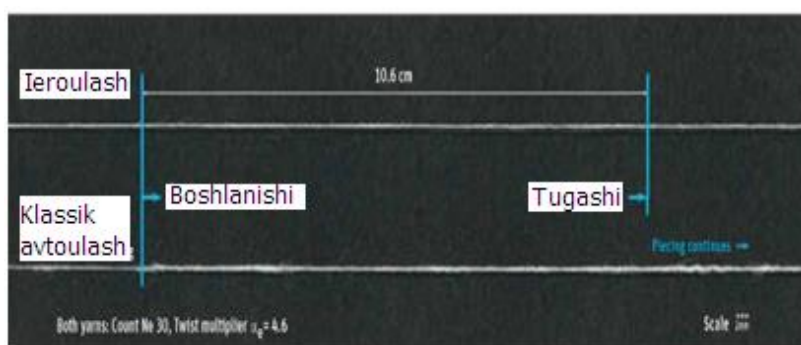 Ieroulash
10.6 cm
Boshlanishi
Tugashi
Klassik
avtoulash
Piecing continues →
Both yarns: Count Ne 30, Twist multiplier αe = 4.6
Scale